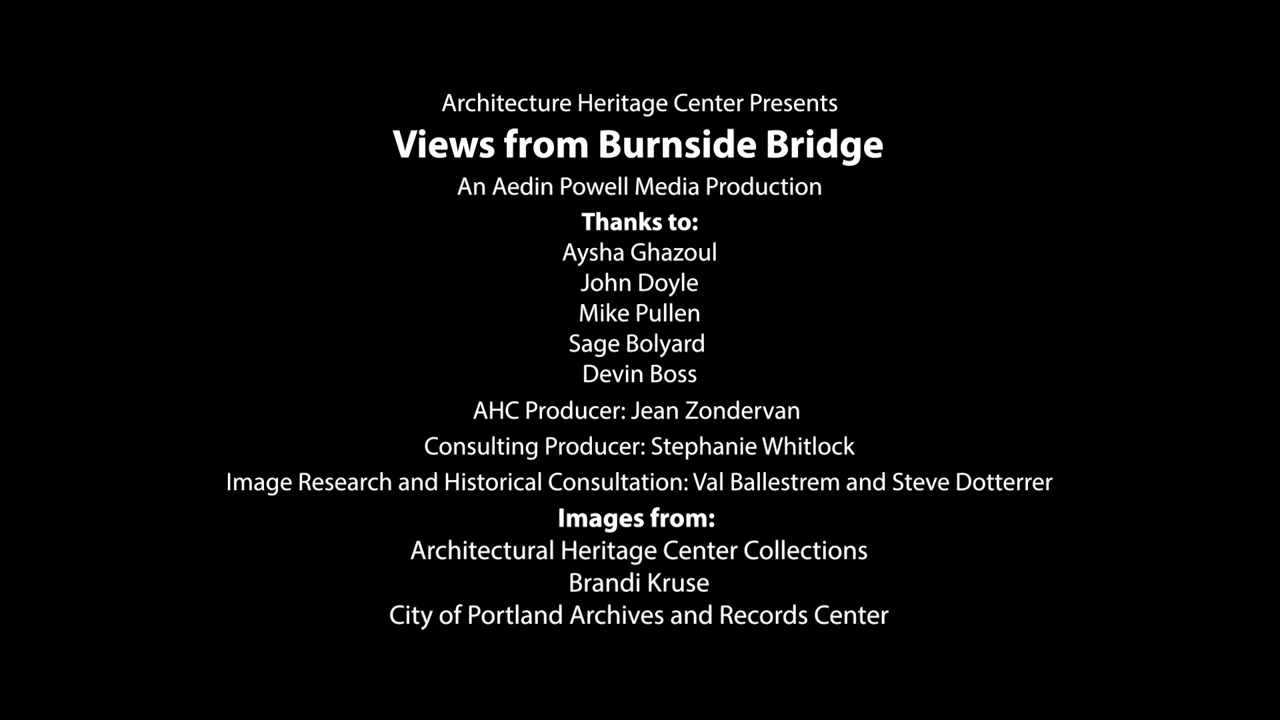 Architecture Heritage Center Presents
Views from Burnside Bridge
An Aedin Powell Media Production
Thanks to:
Aysha Ghazoul
John Doyle
Mike Pullen
Sage Bolyard
Devin Boss
AHC Producer: Jean Zondervan
Consulting Producer: Stephanie Whitlock
Image Research and Historical Consultation: Val Ballestrem and Steve Dotterrer
Images from:
Architectural Heritage Center Collections
Brandi Kruse
City of Portland Archives and Records Center